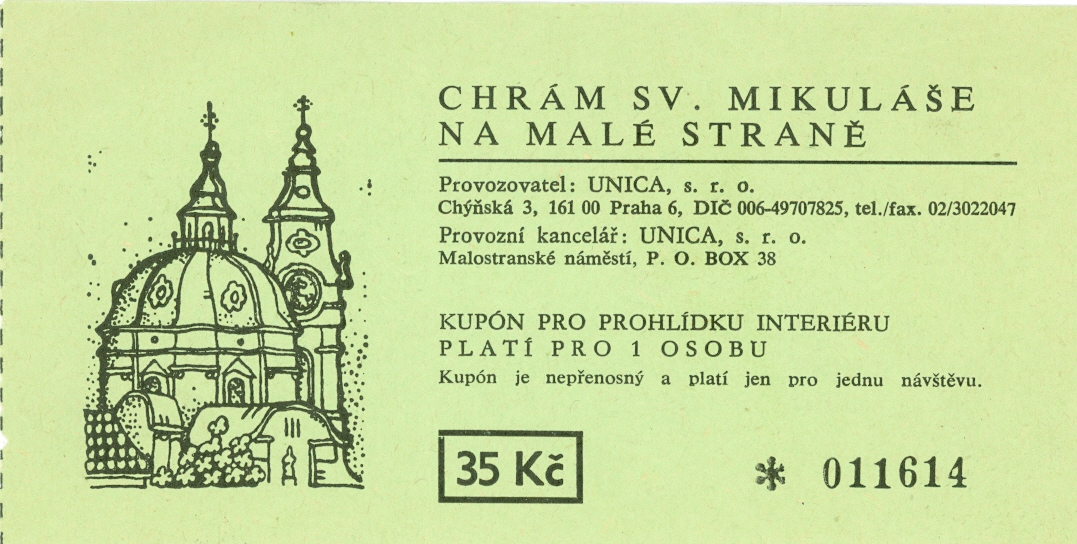 CHRÁM SV. MIKULÁŠE
NA MALÉ STRANĚ
Provozovatel: UNICA, s. r. o.
Chýňská 3, 161 00 Praha 6, DIČ 006-49707825, tel./fax. 02/3022047
Provozní kancelář: UNICA, s. r. o.
Malostranské náměstí, P. O. BOX 38
KUPÓN PRO PROHLÍDKU INTERIÉRU
PLATÍ PRO 1 OSOBU
Kupón je nepřenosný a platí jen pro jednu návštěvu.
35 Kč
* 011614